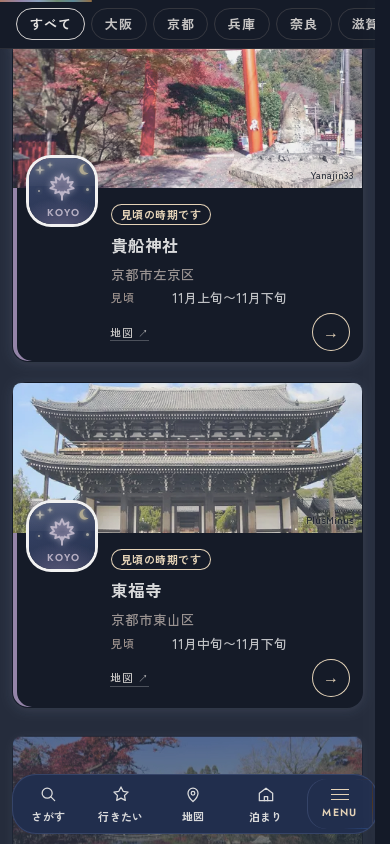 すべて
大阪
京都
兵庫
奈良
滋賀
Yanajin33
KOYO
見頃の時期です
貴船神社
京都市左京区
見頃 11月上旬〜11月下旬
地図 ↗
→
PlusMinus
KOYO
見頃の時期です
東福寺
京都市東山区
見頃 11月中旬〜11月下旬
地図 ↗
→
さがす
行きたい
地図
泊まり
MENU